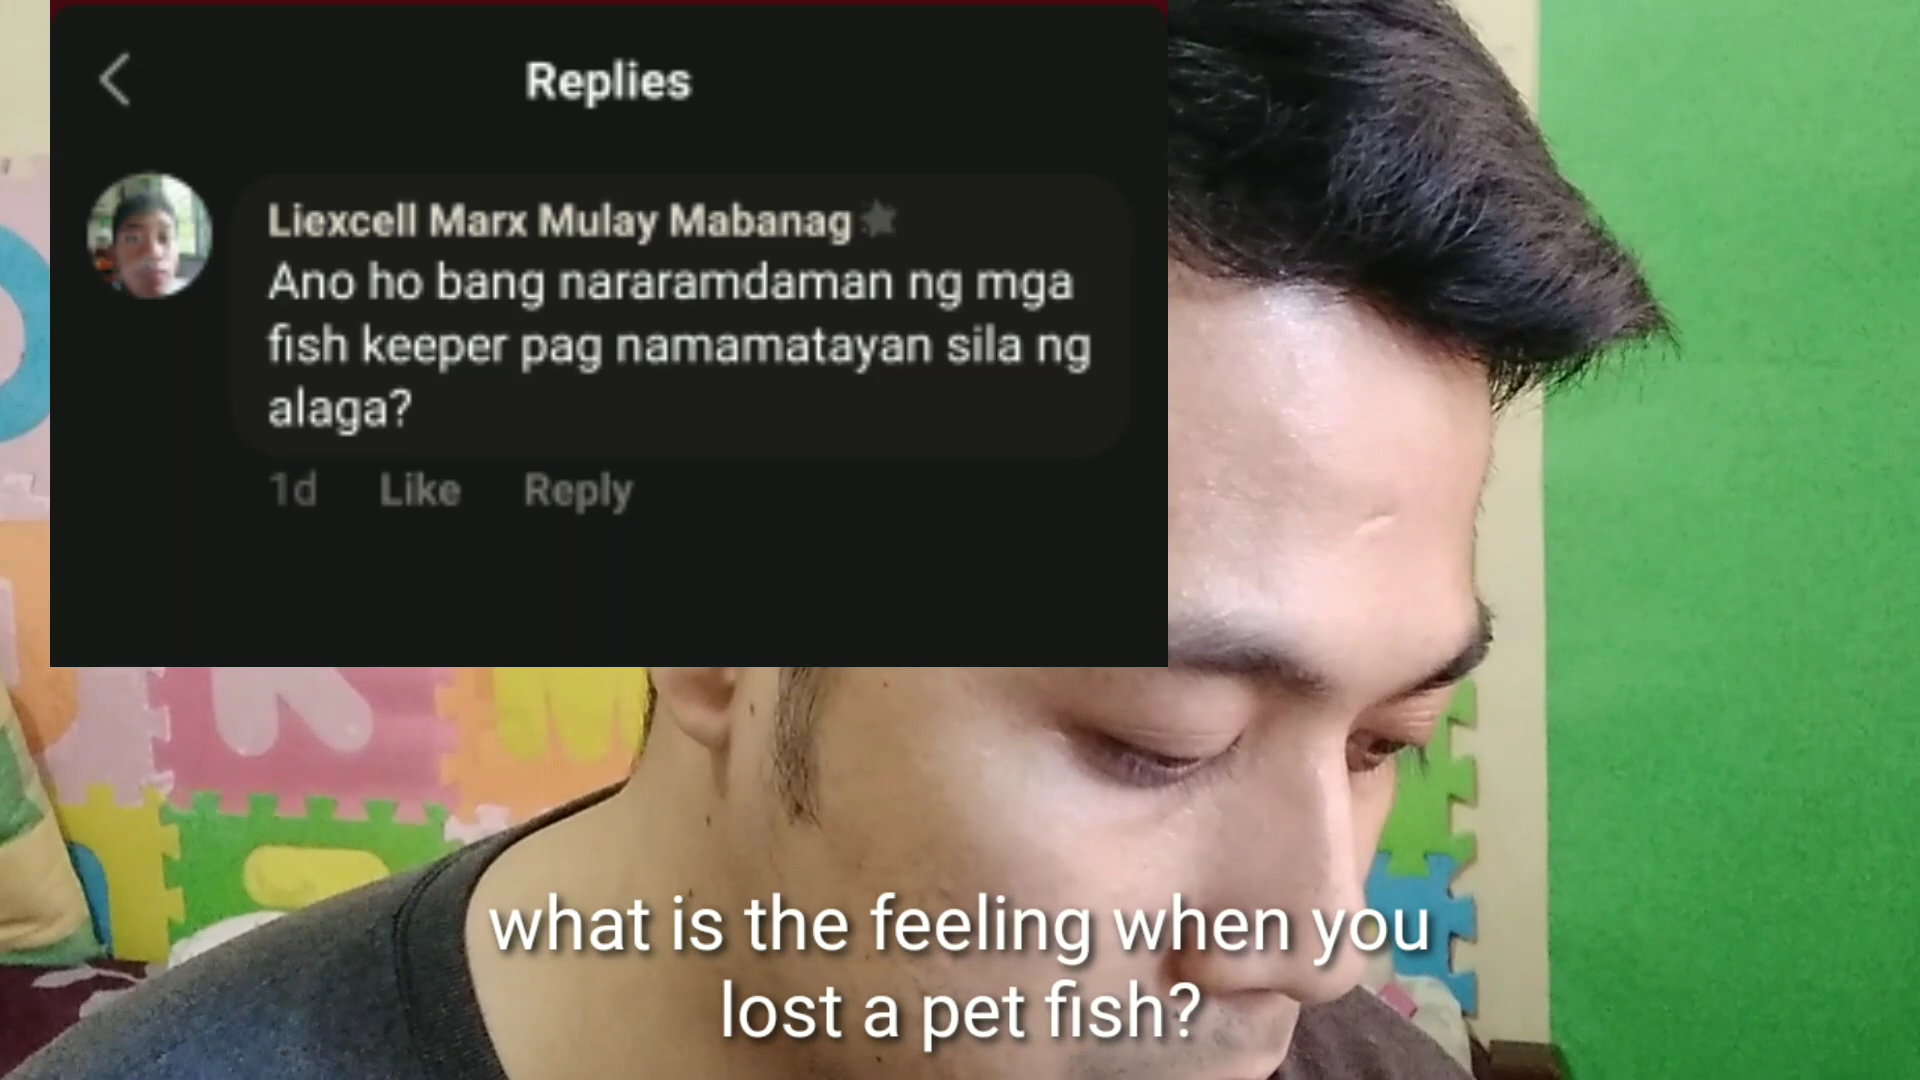 Replies
Liexcell Marx Mulay Mabanag
Ano ho bang nararamdaman ng mga
fish keeper pag namamatayan sila ng
alaga?
1d Like Reply
what is the feeling when you
lost a pet fish?